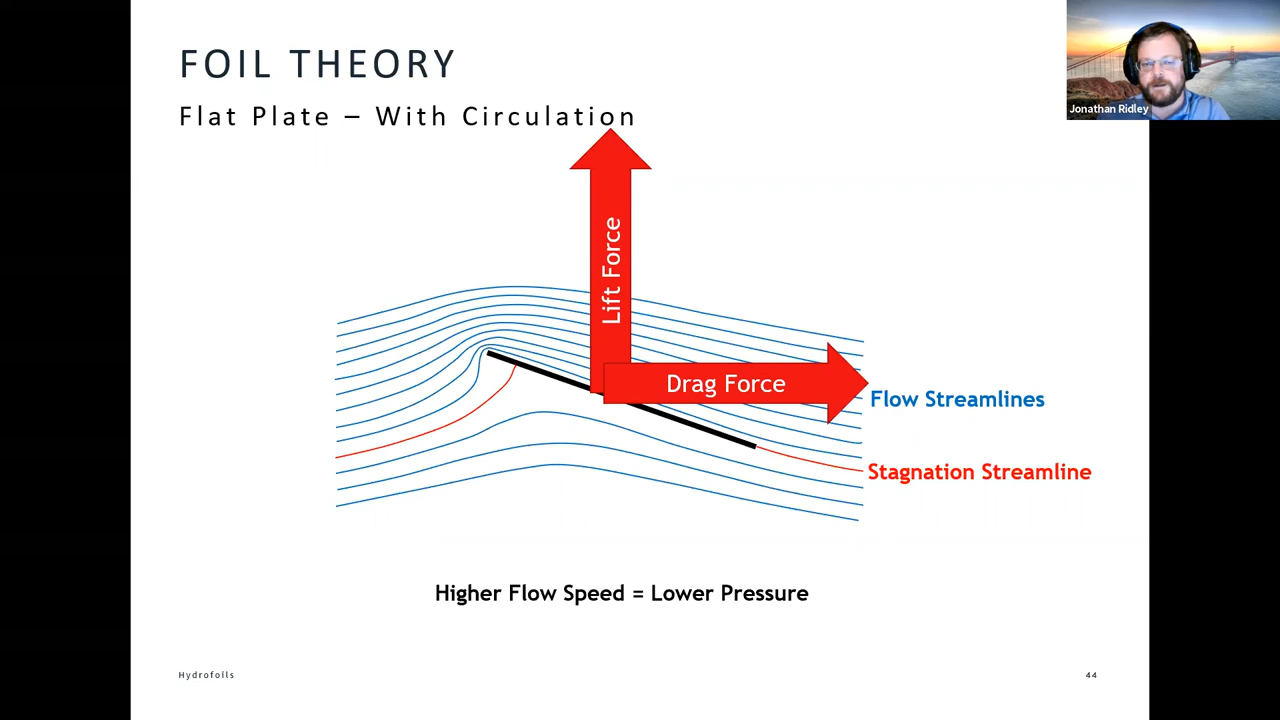 FOIL THEORY
Flat Plate – With Circulation
Jonathan Ridley
Lift Force
Drag Force
Flow Streamlines
Stagnation Streamline
Higher Flow Speed = Lower Pressure
Hydrofoils
44